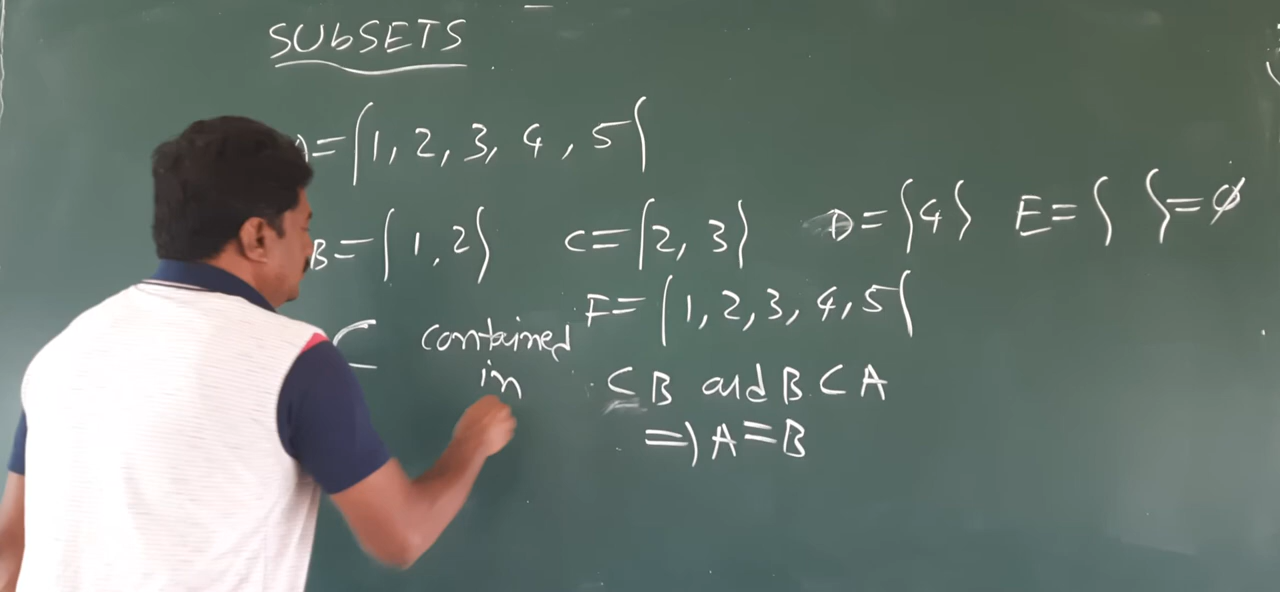 SUbSETS
A={1, 2, 3, 4, 5}
B={1, 2} C={2, 3} D={4} E={ }=ϕ
F={1, 2, 3, 4, 5}
⊂ contained
in
⊂ B and B ⊂ A
⇒ A=B